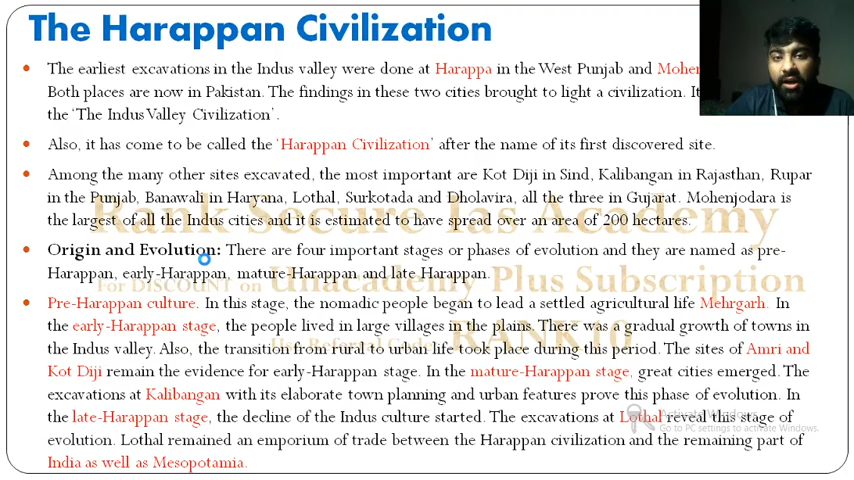 The Harappan Civilization
The earliest excavations in the Indus valley were done at Harappa in the West Punjab and
Both places are now in Pakistan. The findings in these two cities brought to light a civilization.
the 'The Indus Valley Civilization'.
Also, it has come to be called the 'Harappan Civilization' after the name of its first discovered site.
Among the many other sites excavated, the most important are Kot Diji in Sind, Kalibangan in Rajasthan, Rupar
in the Punjab, Banawali in Haryana, Lothal, Surkotada and Dholavira, all the three in Gujarat. Mohenjodara is
the largest of all the Indus cities and it is estimated to have spread over an area of 200 hectares.
Rank Secure Ias Academy
Origin and Evolution: There are four important stages or phases of evolution and they are named as pre-
Harappan, early-Harappan, mature-Harappan and late Harappan.
For DISCOUNT on Unacademy Plus Subscription
Pre-Harappan culture. In this stage, the nomadic people began to lead a settled agricultural life Mehrgarh. In
the early-Harappan stage, the people lived in large villages in the plains. There was a gradual growth of towns in
the Indus valley. Also, the transition from rural to urban life took place during this period. The sites of Amri and
Use Referral Code RANK10
Kot Diji remain the evidence for early-Harappan stage. In the mature-Harappan stage, great cities emerged. The
excavations at Kalibangan with its elaborate town planning and urban features prove this phase of evolution. In
the late-Harappan stage, the decline of the Indus culture started. The excavations at Lothal reveal this stage of
Activate Windows
Go to PC settings to activate Windows.
evolution. Lothal remained an emporium of trade between the Harappan civilization and the remaining part of
India as well as Mesopotamia.